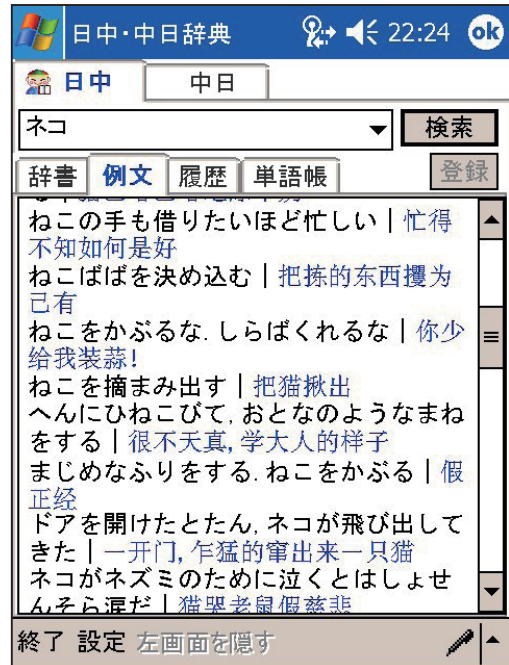 日中・中日辞典 22:24 ok
日中 中日
ネコ 検索
辞書 例文 履歴 単語帳 登録
ねこの手も借りたいほど忙しい | 忙得
不知如何是好
ねこばばを決め込む | 把拣的东西攫为
己有
ねこをかぶるな. しらばくれるな | 你少
给我装蒜!
ねこを摘まみ出す | 把猫揪出
へんにひねこびて, おとなのようなまね
をする | 很不天真, 学大人的样子
まじめなふりをする. ねこをかぶる | 假
正经
ドアを開けたとたん, ネコが飛び出して
きた | 一开门, 乍猛的窜出来一只猫
ネコがネズミのために泣くとはしょせ
んそら涙だ | 猫哭老鼠假慈悲
終了 設定 左画面を隠す